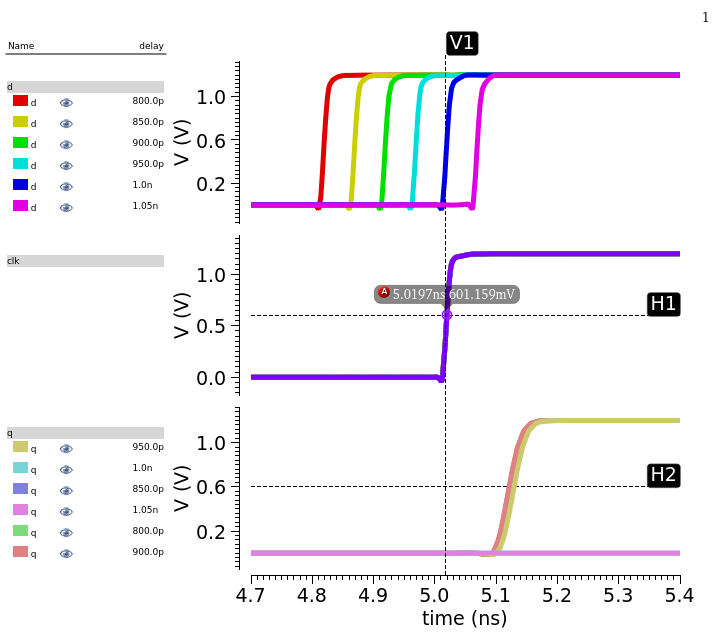 1
Name delay
V1
d
d 800.0p
d 850.0p
d 900.0p
d 950.0p
d 1.0n
d 1.05n
V (V)
1.0
0.6
0.2
clk
V (V)
1.0
0.5
0.0
A 5.0197ns 601.159mV
H1
q
q 950.0p
q 1.0n
q 850.0p
q 1.05n
q 800.0p
q 900.0p
V (V)
1.0
0.6
0.2
H2
4.7 4.8 4.9 5.0 5.1 5.2 5.3 5.4
time (ns)